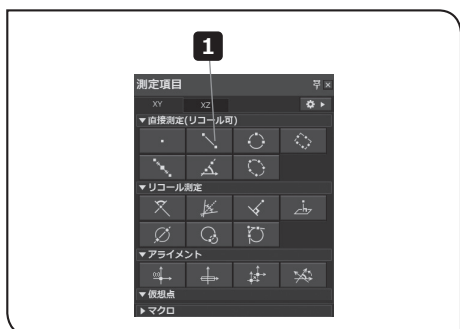 1
測定項目
XY XZ
▼直接測定(リコール可)
▼リコール測定
▼アライメント
▼仮想点
▶マクロ